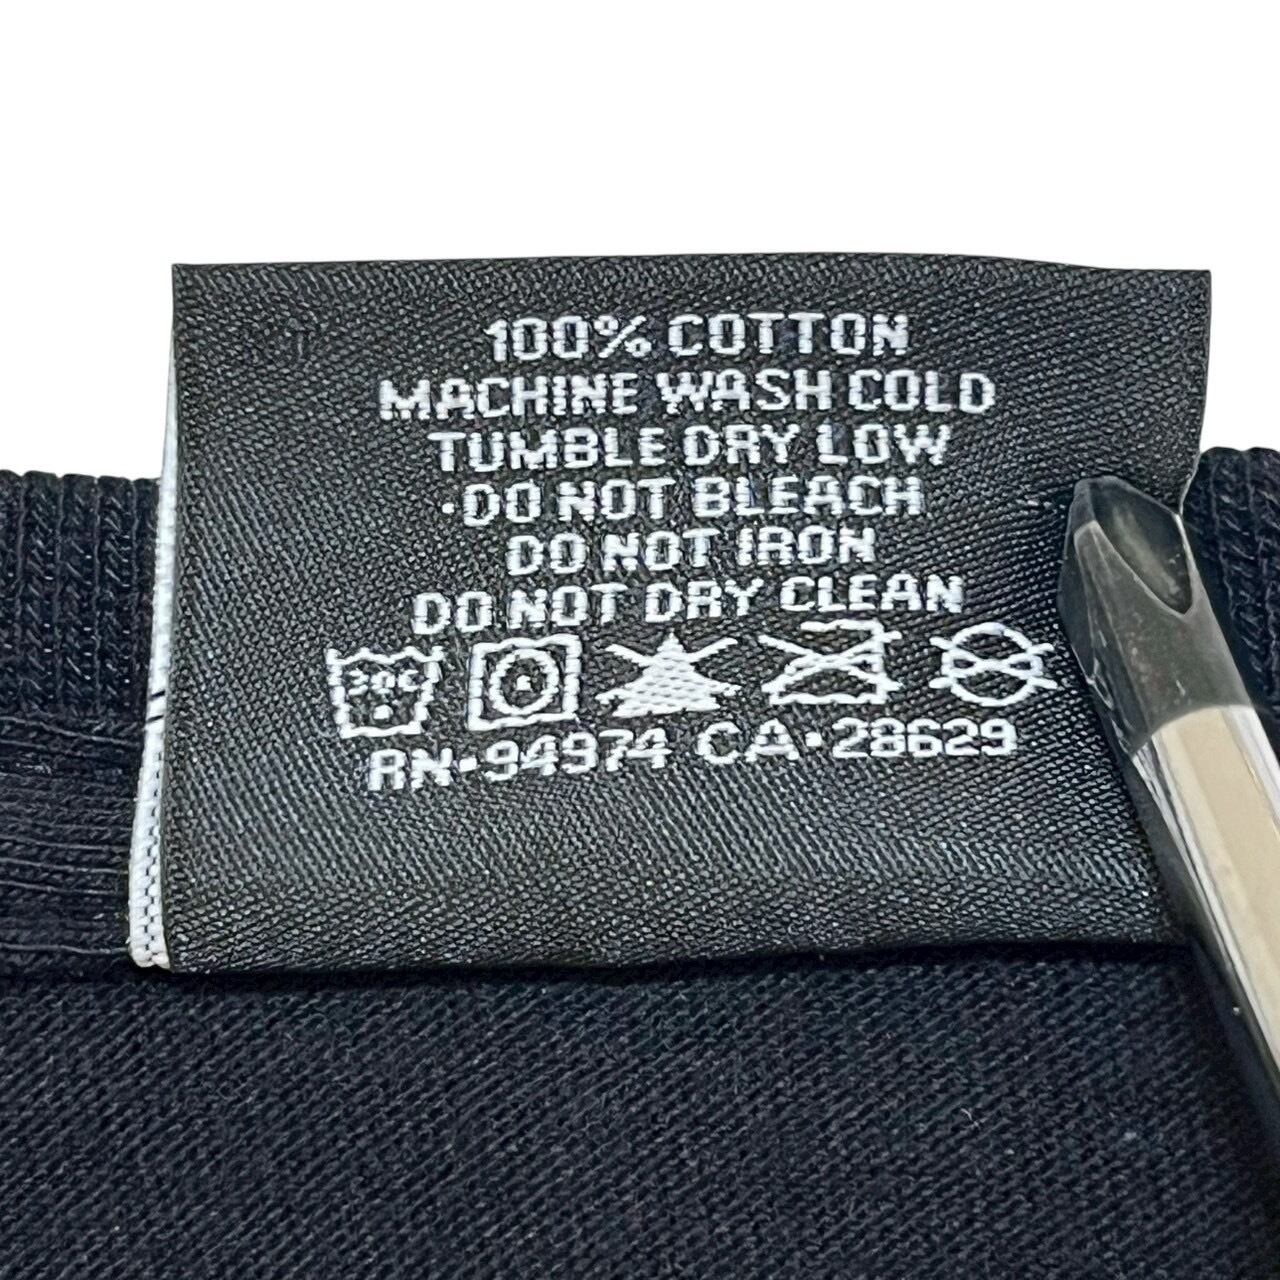 100% COTTON
MACHINE WASH COLD
TUMBLE DRY LOW
·DO NOT BLEACH
DO NOT IRON
DO NOT DRY CLEAN
30C
RN·94974 CA·28629